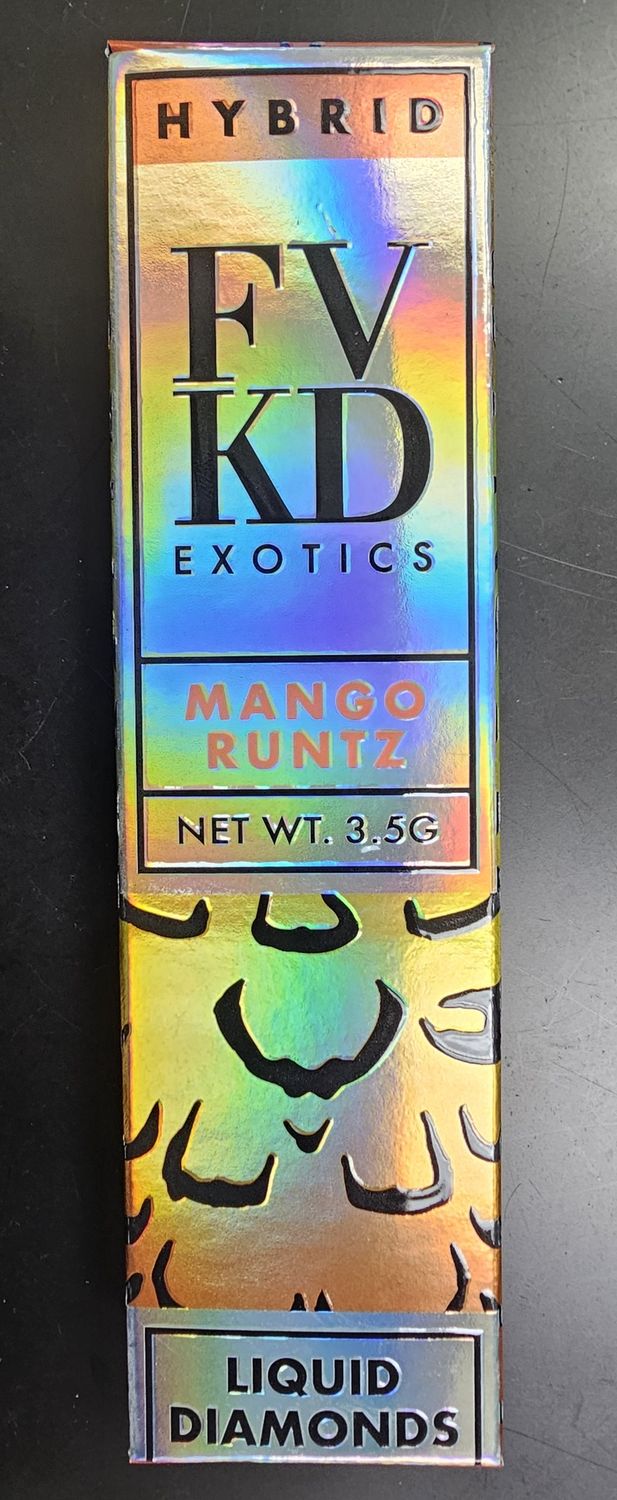 HYBRID
FV
KD
EXOTICS
MANGO
RUNTZ
NET WT. 3.5G
LIQUID
DIAMONDS